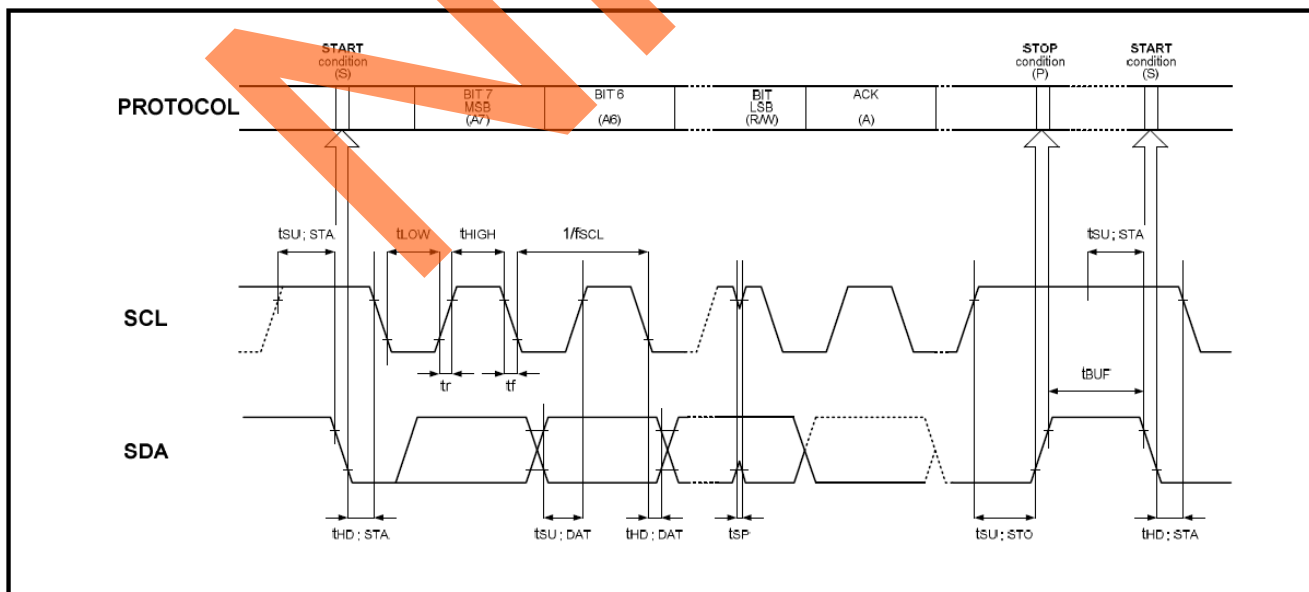 START
condition
(S)
STOP
condition
(P)
START
condition
(S)
PROTOCOL
BIT 7
MSB
(A7)
BIT 6
(A6)
BIT
LSB
(R/W)
ACK
(A)
tSU ; STA
tLOW
tHIGH
1/fSCL
tSU ; STA
SCL
tr
tf
tBUF
SDA
tHD ; STA
tSU ; DAT
tHD ; DAT
tSP
tSU ; STO
tHD ; STA